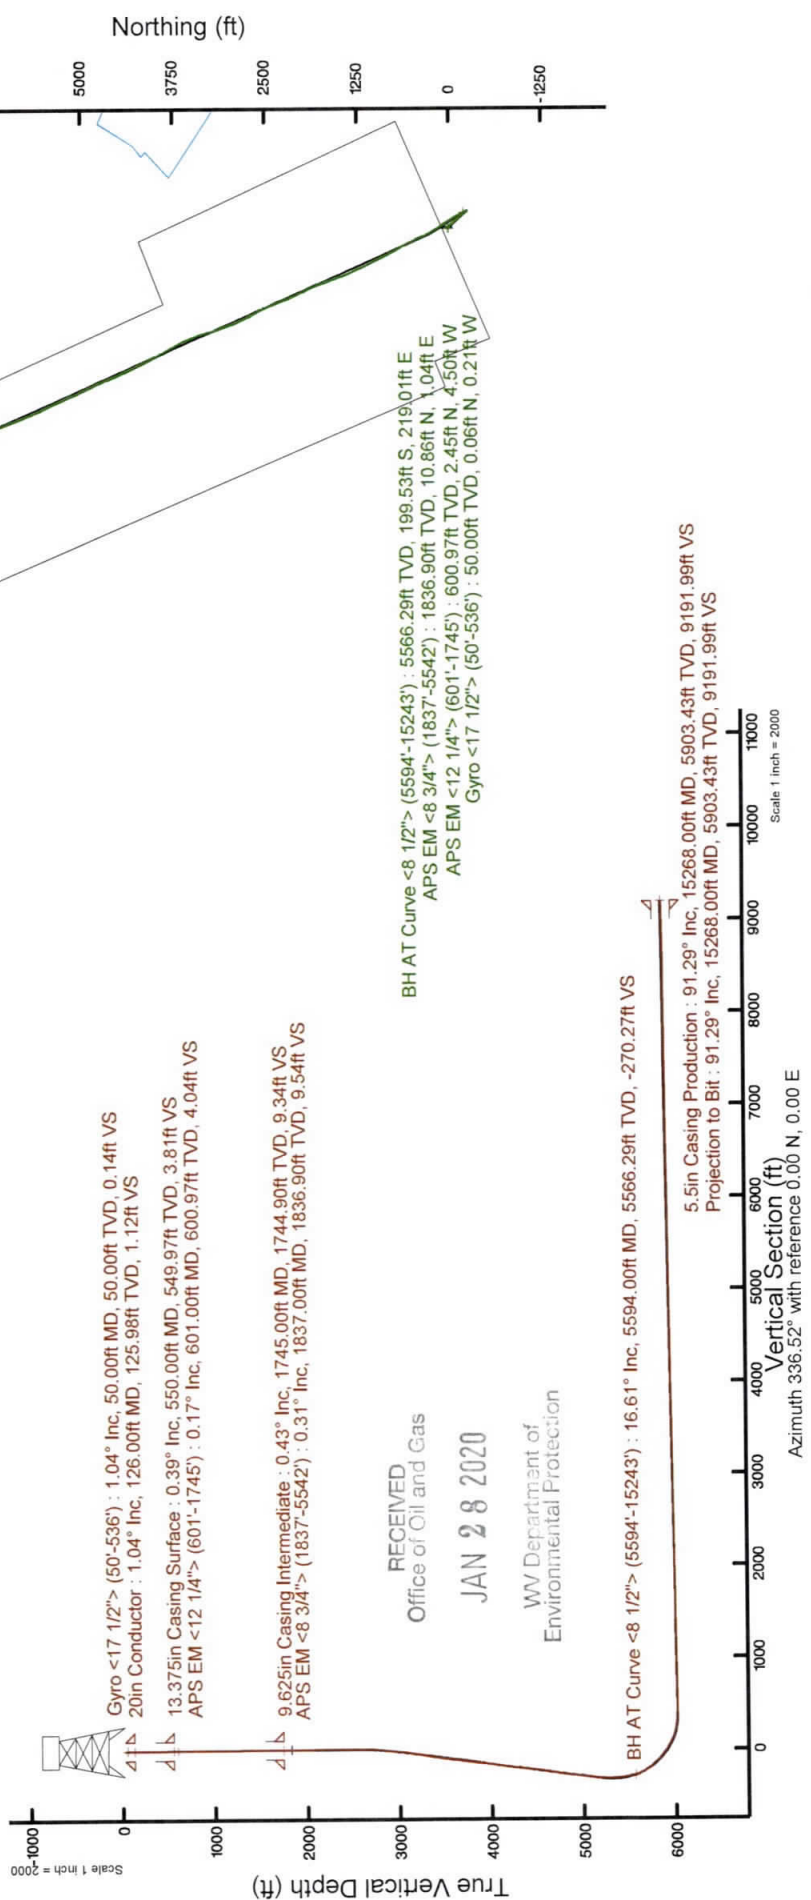 Northing (ft)
5000
3750
2500
1250
0
-1250
BH AT Curve <8 1/2"> (5594'-15243') : 5566.29ft TVD, 199.53ft S, 219.01ft E
APS EM <8 3/4"> (1837'-5542') : 1836.90ft TVD, 10.86ft N, 1.04ft E
APS EM <12 1/4"> (601'-1745') : 600.97ft TVD, 2.45ft N, 4.50ft W
Gyro <17 1/2"> (50'-536') : 50.00ft TVD, 0.06ft N, 0.21ft W
Scale 1 inch = 2000
True Vertical Depth (ft)
-1000
0
1000
2000
3000
4000
5000
6000
Gyro <17 1/2"> (50'-536') : 1.04° Inc, 50.00ft MD, 50.00ft TVD, 0.14ft VS
20in Conductor : 1.04° Inc, 126.00ft MD, 125.98ft TVD, 1.12ft VS
13.375in Casing Surface : 0.39° Inc, 550.00ft MD, 549.97ft TVD, 3.81ft VS
APS EM <12 1/4"> (601'-1745') : 0.17° Inc, 601.00ft MD, 600.97ft TVD, 4.04ft VS
9.625in Casing Intermediate : 0.43° Inc, 1745.00ft MD, 1744.90ft TVD, 9.34ft VS
APS EM <8 3/4"> (1837'-5542') : 0.31° Inc, 1837.00ft MD, 1836.90ft TVD, 9.54ft VS
RECEIVED
Office of Oil and Gas
JAN 28 2020
WV Department of
Environmental Protection
BH AT Curve <8 1/2"> (5594'-15243') : 16.61° Inc, 5594.00ft MD, 5566.29ft TVD, -270.27ft VS
5.5in Casing Production : 91.29° Inc, 15268.00ft MD, 5903.43ft TVD, 9191.99ft VS
Projection to Bit : 91.29° Inc, 15268.00ft MD, 5903.43ft TVD, 9191.99ft VS
0
1000
2000
3000
4000
5000
6000
7000
8000
9000
10000
11000
Vertical Section (ft)
Azimuth 336.52° with reference 0.00 N, 0.00 E
Scale 1 inch = 2000